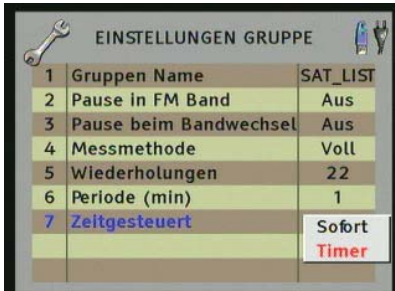 EINSTELLUNGEN GRUPPE
1 Gruppen Name SAT_LIST
2 Pause in FM Band Aus
3 Pause beim Bandwechsel Aus
4 Messmethode Voll
5 Wiederholungen 22
6 Periode (min) 1
7 Zeitgesteuert Sofort
Timer